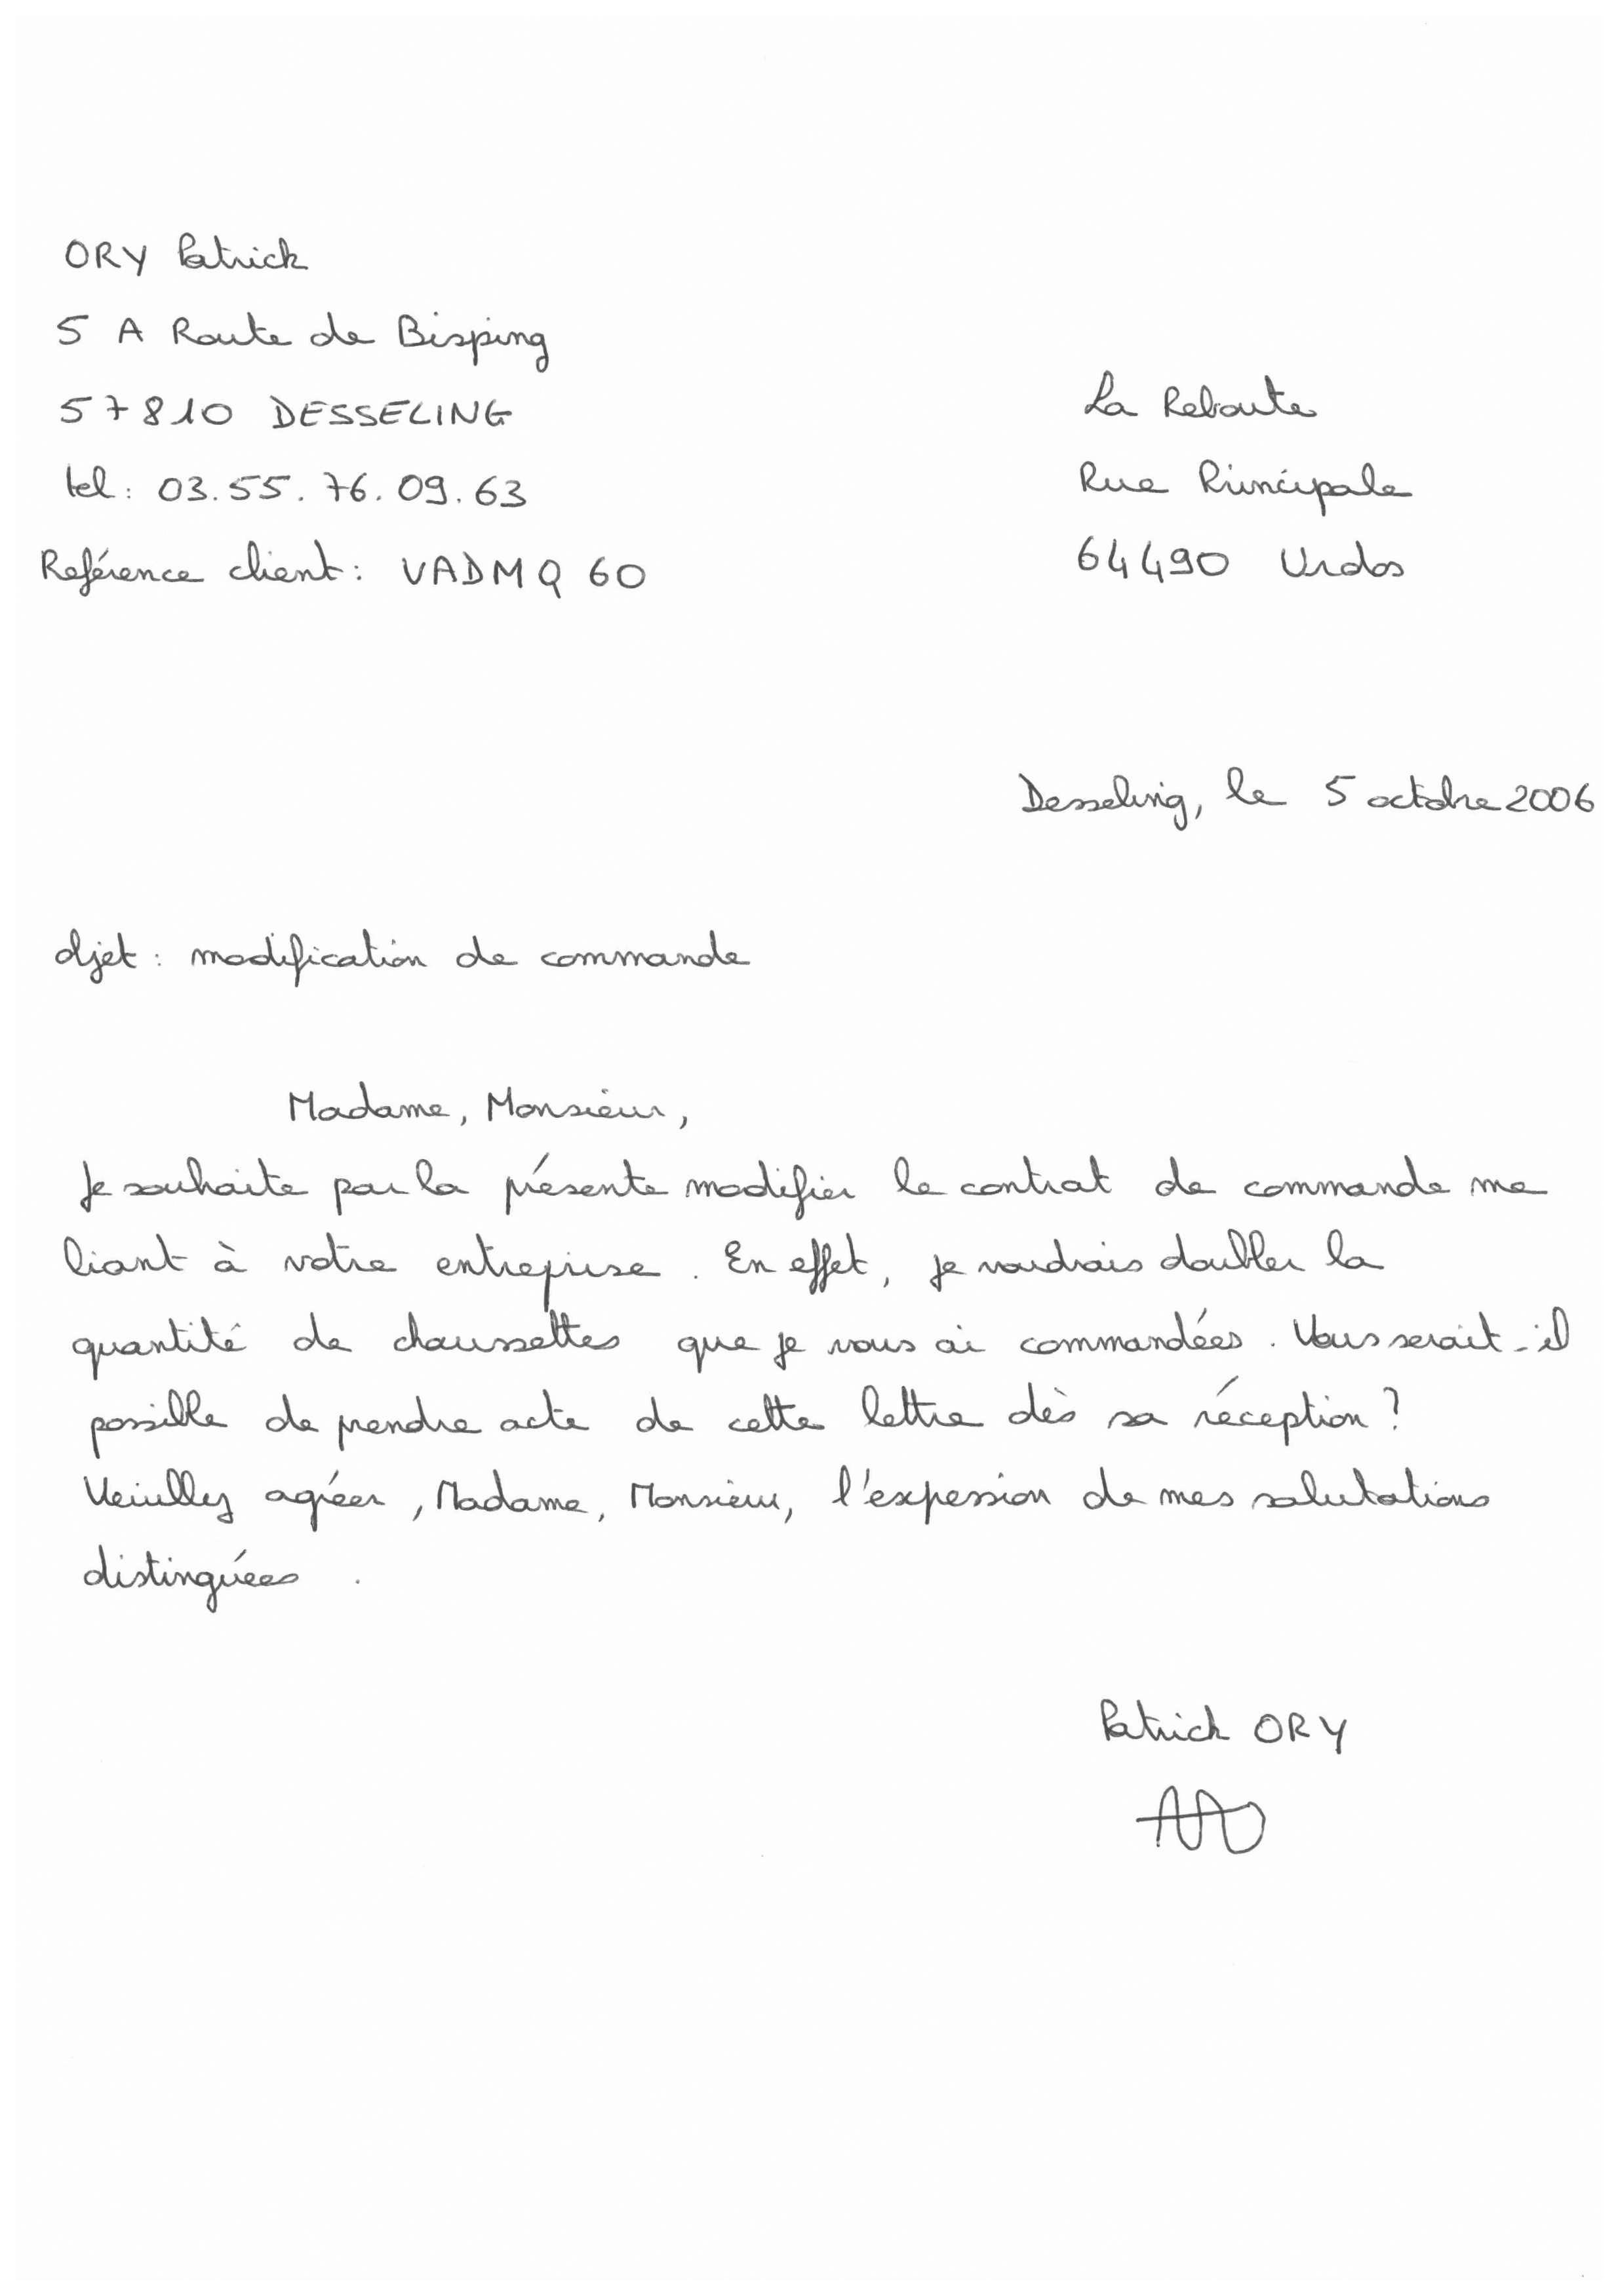 ORY Patrick
5 A Route de Bisping
57810 DESSELING
tel : 03.55.76.09.63
Reférence client : VADMQ 60
La Reboute
Rue Principale
64490 Urdos
Desseling, le 5 octobre 2006
objet : modification de commande
Madame, Monsieur,
Je souhaite par la présente modifier le contrat de commande me
liant à votre entreprise. En effet, je voudrais doubler la
quantité de chaussettes que je vous ai commandées. Vous serait-il
possible de prendre acte de cette lettre dès sa réception ?
Veuillez agréer, Madame, Monsieur, l'expession de mes salutations
distinguées.
Patrick ORY